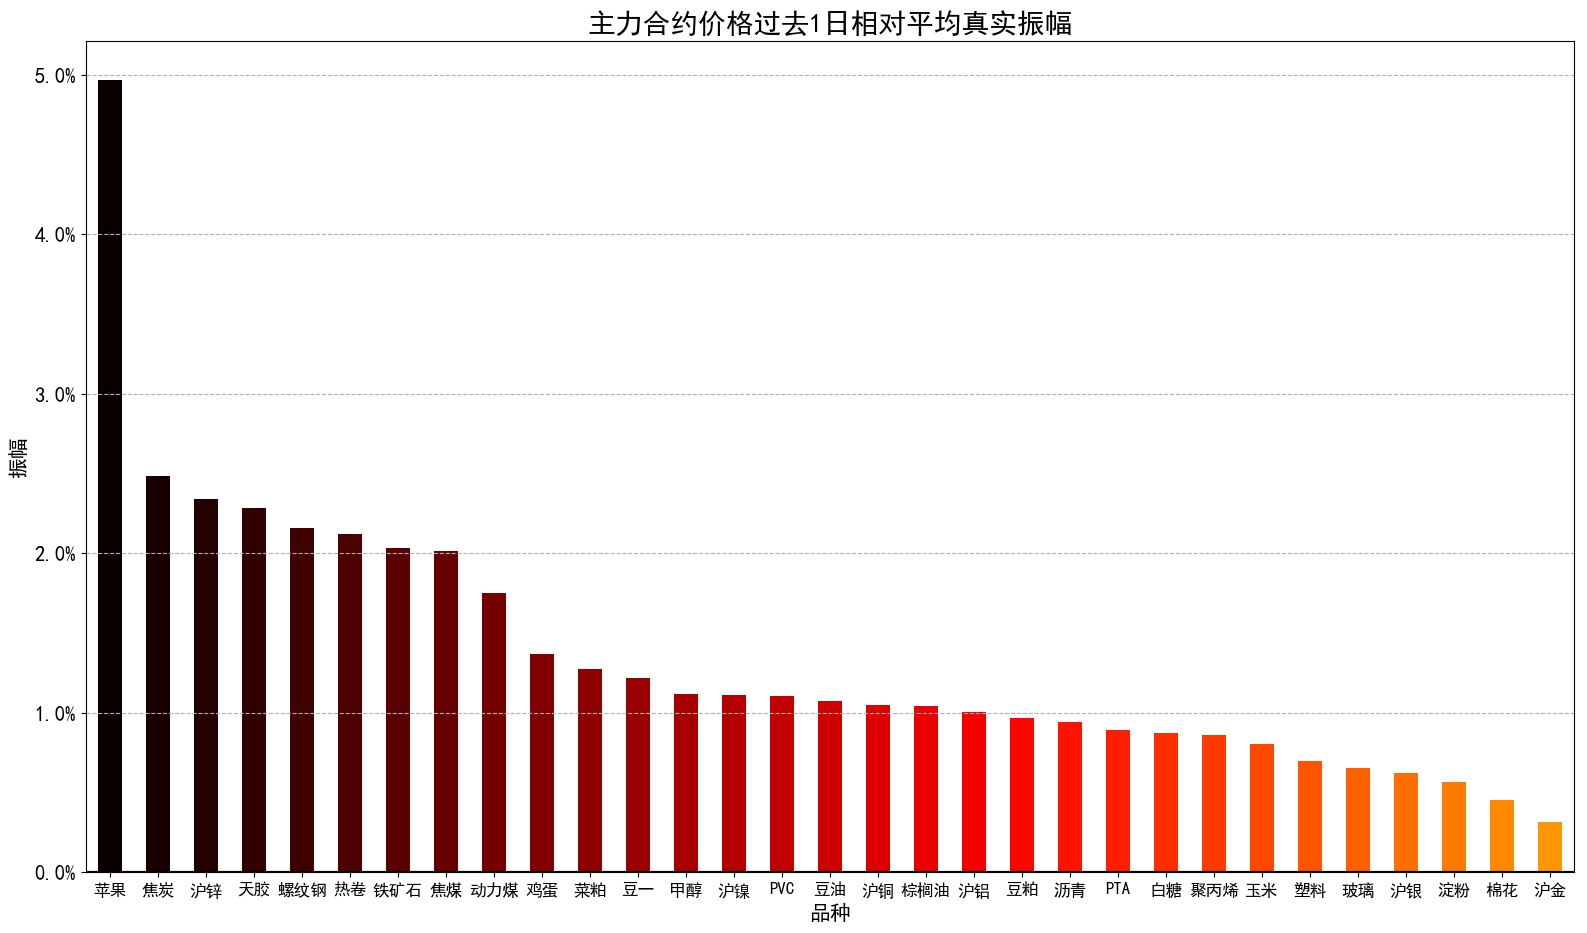 主力合约价格过去1日相对平均真实振幅
振幅
5.0%
4.0%
3.0%
2.0%
1.0%
0.0%
苹果 焦炭 沪锌 天胶 螺纹钢 热卷 铁矿石 焦煤 动力煤 鸡蛋 菜粕 豆一 甲醇 沪镍 PVC 豆油 沪铜 棕榈油 沪铝 豆粕 沥青 PTA 白糖 聚丙烯 玉米 塑料 玻璃 沪银 淀粉 棉花 沪金
品种